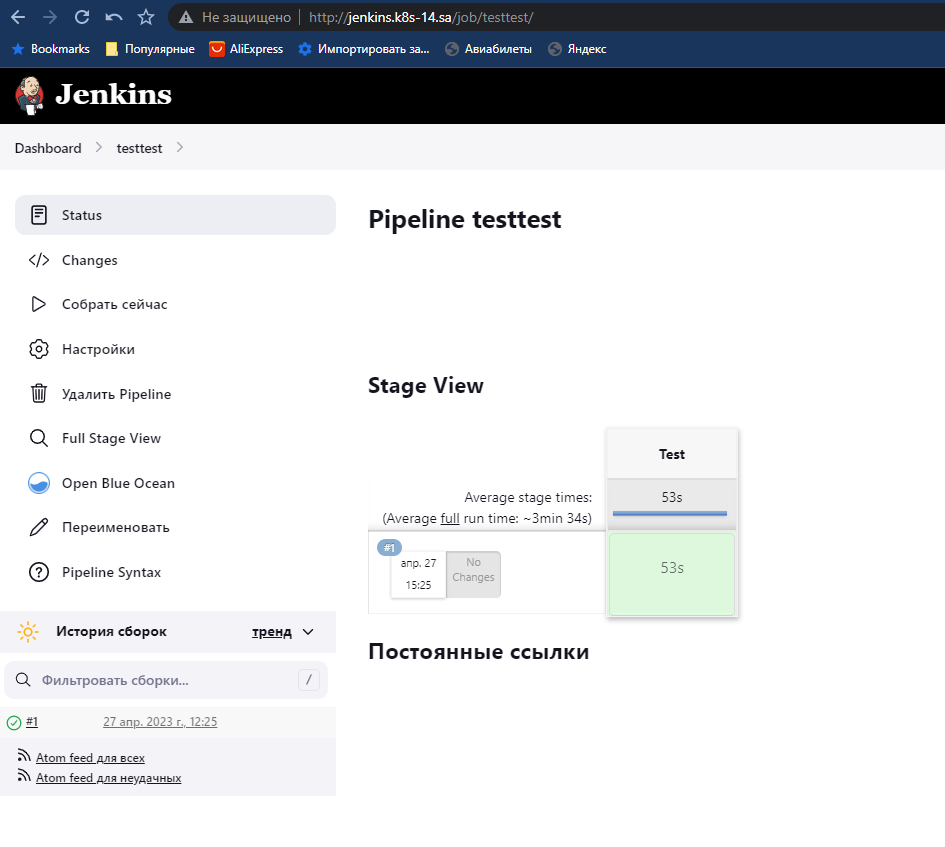 Не защищено http://jenkins.k8s-14.sa/job/testtest/
Bookmarks Популярные AliExpress Импортировать за... Авиабилеты Яндекс
Jenkins
Dashboard testtest
Status
Changes
Собрать сейчас
Настройки
Удалить Pipeline
Full Stage View
Open Blue Ocean
Переименовать
Pipeline Syntax
История сборок тренд
Фильтровать сборки... /
#1 27 апр. 2023 г., 12:25
Atom feed для всех
Atom feed для неудачных
Pipeline testtest
Stage View
Test
Average stage times: 53s
(Average full run time: ~3min 34s)
#1
апр. 27
15:25
No
Changes
53s
Постоянные ссылки